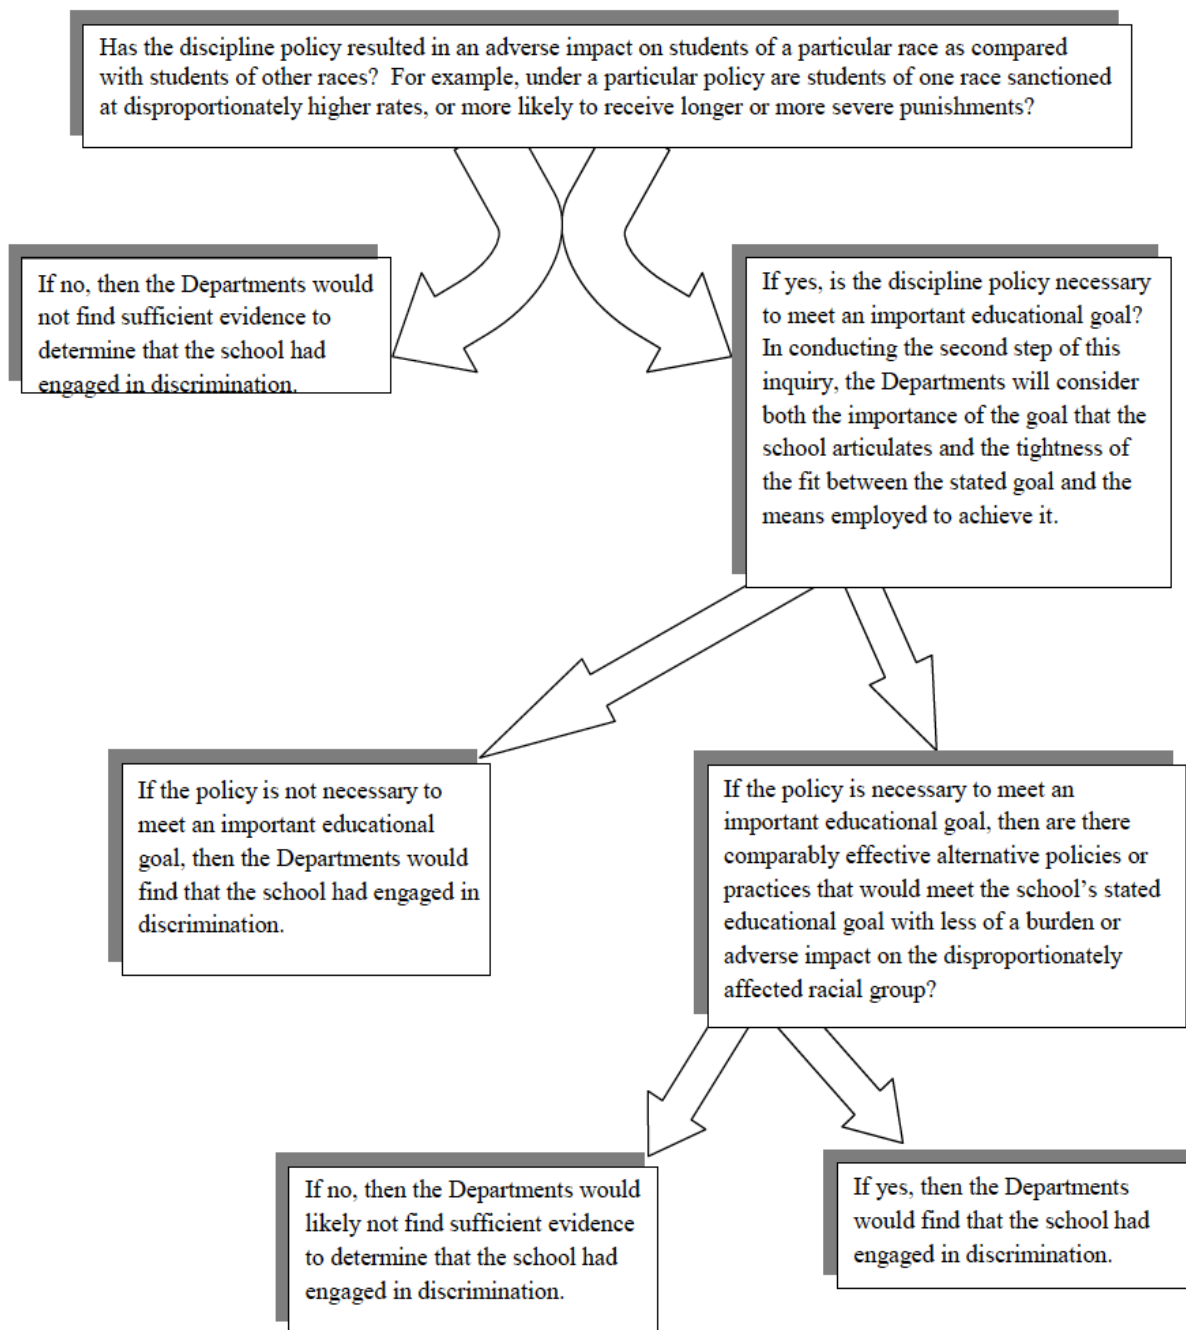 Has the discipline policy resulted in an adverse impact on students of a particular race as compared
with students of other races?  For example, under a particular policy are students of one race sanctioned
at disproportionately higher rates, or more likely to receive longer or more severe punishments?
If no, then the Departments would
not find sufficient evidence to
determine that the school had
engaged in discrimination.
If yes, is the discipline policy necessary
to meet an important educational goal?
In conducting the second step of this
inquiry, the Departments will consider
both the importance of the goal that the
school articulates and the tightness of
the fit between the stated goal and the
means employed to achieve it.
If the policy is not necessary to
meet an important educational
goal, then the Departments would
find that the school had engaged in
discrimination.
If the policy is necessary to meet an
important educational goal, then are there
comparably effective alternative policies or
practices that would meet the school’s stated
educational goal with less of a burden or
adverse impact on the disproportionately
affected racial group?
If no, then the Departments would
likely not find sufficient evidence
to determine that the school had
engaged in discrimination.
If yes, then the Departments
would find that the school had
engaged in discrimination.